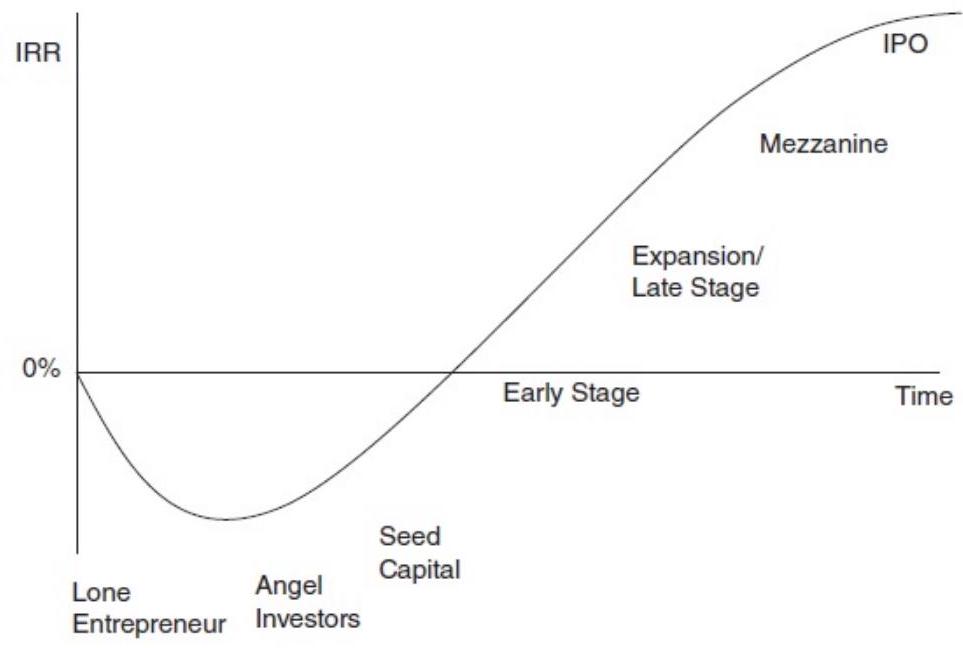 IRR
IPO
Mezzanine
Expansion/
Late Stage
0%
Early Stage
Time
Seed
Capital
Angel
Investors
Lone
Entrepreneur